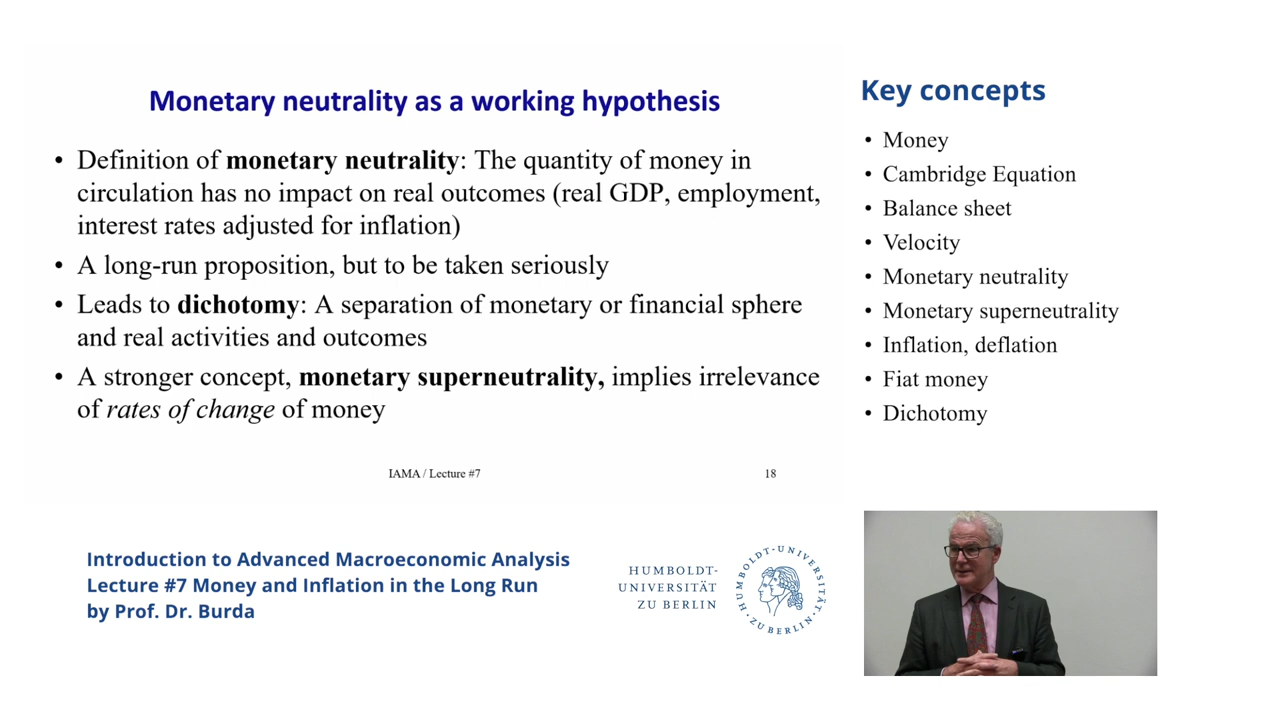 Monetary neutrality as a working hypothesis
• Definition of monetary neutrality: The quantity of money in
circulation has no impact on real outcomes (real GDP, employment,
interest rates adjusted for inflation)
• A long-run proposition, but to be taken seriously
• Leads to dichotomy: A separation of monetary or financial sphere
and real activities and outcomes
• A stronger concept, monetary superneutrality, implies irrelevance
of rates of change of money
IAMA / Lecture #7
18
Key concepts
• Money
• Cambridge Equation
• Balance sheet
• Velocity
• Monetary neutrality
• Monetary superneutrality
• Inflation, deflation
• Fiat money
• Dichotomy
Introduction to Advanced Macroeconomic Analysis
Lecture #7 Money and Inflation in the Long Run
by Prof. Dr. Burda
HUMBOLDT-
UNIVERSITÄT
ZU BERLIN
HUMBOLDT-UNIVERSITÄT
· ZU BERLIN ·